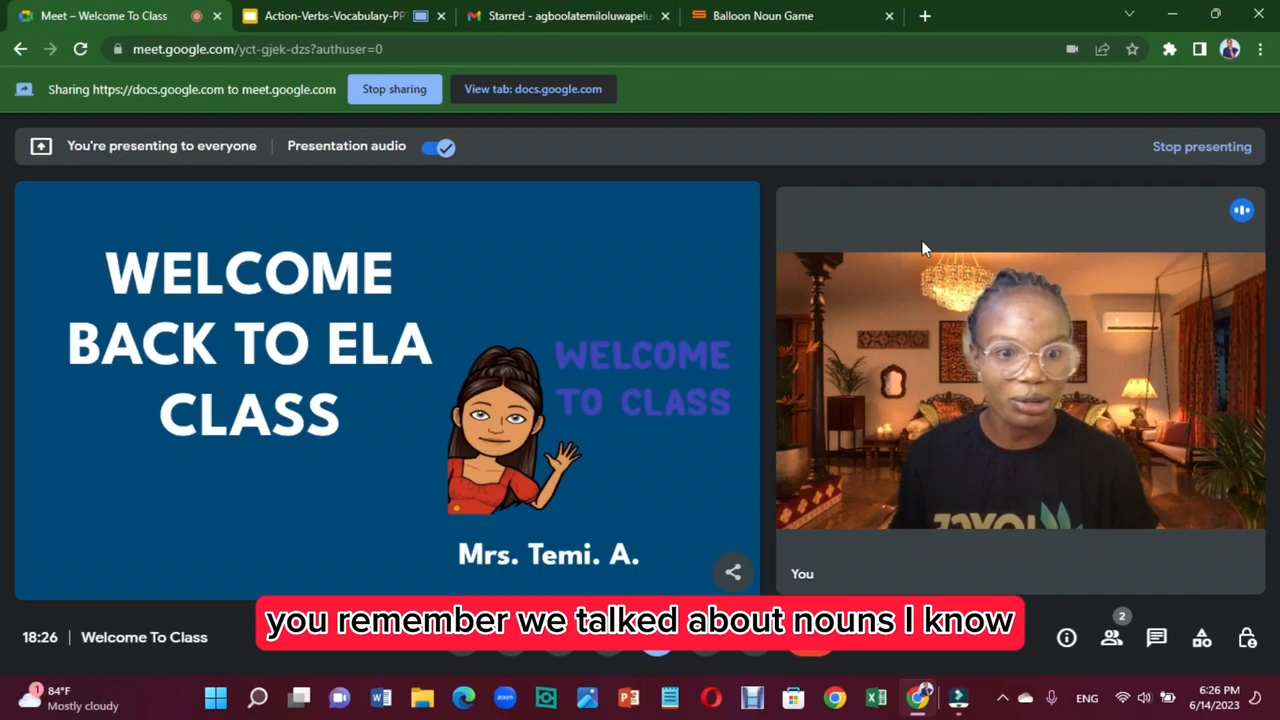 Meet – Welcome To Class
Action-Verbs-Vocabulary-PP
Starred - agboolatemiloluwapelu
Balloon Noun Game
meet.google.com/yct-gjek-dzs?authuser=0
Sharing https://docs.google.com to meet.google.com
Stop sharing
View tab: docs.google.com
You're presenting to everyone
Presentation audio
Stop presenting
WELCOME
BACK TO ELA
CLASS
WELCOME
TO CLASS
Mrs. Temi. A.
You
you remember we talked about nouns I know
18:26
Welcome To Class
2
1
84°F
Mostly cloudy
zoom
ENG
6:26 PM
6/14/2023